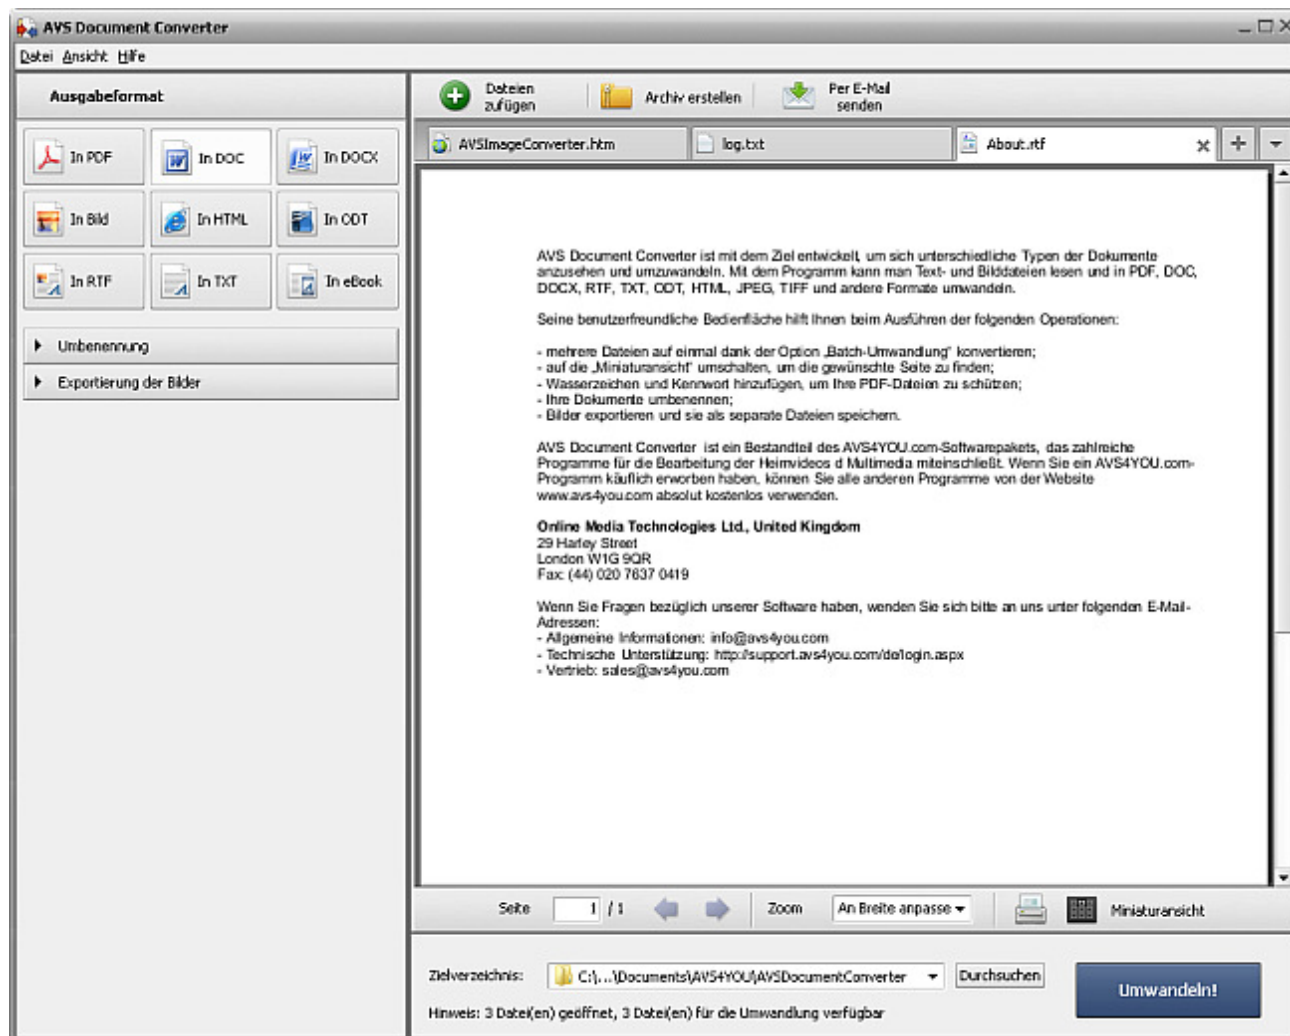 AVS Document Converter
Datei Ansicht Hilfe
Ausgabeformat
In PDF
In DOC
In DOCX
In Bild
In HTML
In ODT
In RTF
In TXT
In eBook
Umbenennung
Exportierung der Bilder
Dateien
zufügen
Archiv erstellen
Per E-Mail
senden
AVSImageConverter.htm
log.txt
About.rtf
AVS Document Converter ist mit dem Ziel entwickelt, um sich unterschiedliche Typen der Dokumente
anzusehen und umzuwandeln. Mit dem Programm kann man Text- und Bilddateien lesen und in PDF, DOC,
DOCX, RTF, TXT, ODT, HTML, JPEG, TIFF und andere Formate umwandeln.
Seine benutzerfreundliche Bedienfläche hilft Ihnen beim Ausführen der folgenden Operationen:
- mehrere Dateien auf einmal dank der Option „Batch-Umwandlung“ konvertieren;
- auf die „Miniaturansicht“ umschalten, um die gewünschte Seite zu finden;
- Wasserzeichen und Kennwort hinzufügen, um Ihre PDF-Dateien zu schützen;
- Ihre Dokumente umbenennen;
- Bilder exportieren und sie als separate Dateien speichern.
AVS Document Converter ist ein Bestandteil des AVS4YOU.com-Softwarepakets, das zahlreiche
Programme für die Bearbeitung der Heimvideos d Multimedia miteinschließt. Wenn Sie ein AVS4YOU.com-
Programm käuflich erworben haben, können Sie alle anderen Programme von der Website
www.avs4you.com absolut kostenlos verwenden.
Online Media Technologies Ltd., United Kingdom
29 Harley Street
London W1G 9QR
Fax: (44) 020 7637 0419
Wenn Sie Fragen bezüglich unserer Software haben, wenden Sie sich bitte an uns unter folgenden E-Mail-
Adressen:
- Allgemeine Informationen: info@avs4you.com
- Technische Unterstützung: http://support.avs4you.com/de/login.aspx
- Vertrieb: sales@avs4you.com
Seite 1 / 1 Zoom An Breite anpasse Miniaturansicht
Zielverzeichnis: C:\...\Documents\AVS4YOU\AVSDocumentConverter Durchsuchen
Umwandeln!
Hinweis: 3 Datei(en) geöffnet, 3 Datei(en) für die Umwandlung verfügbar